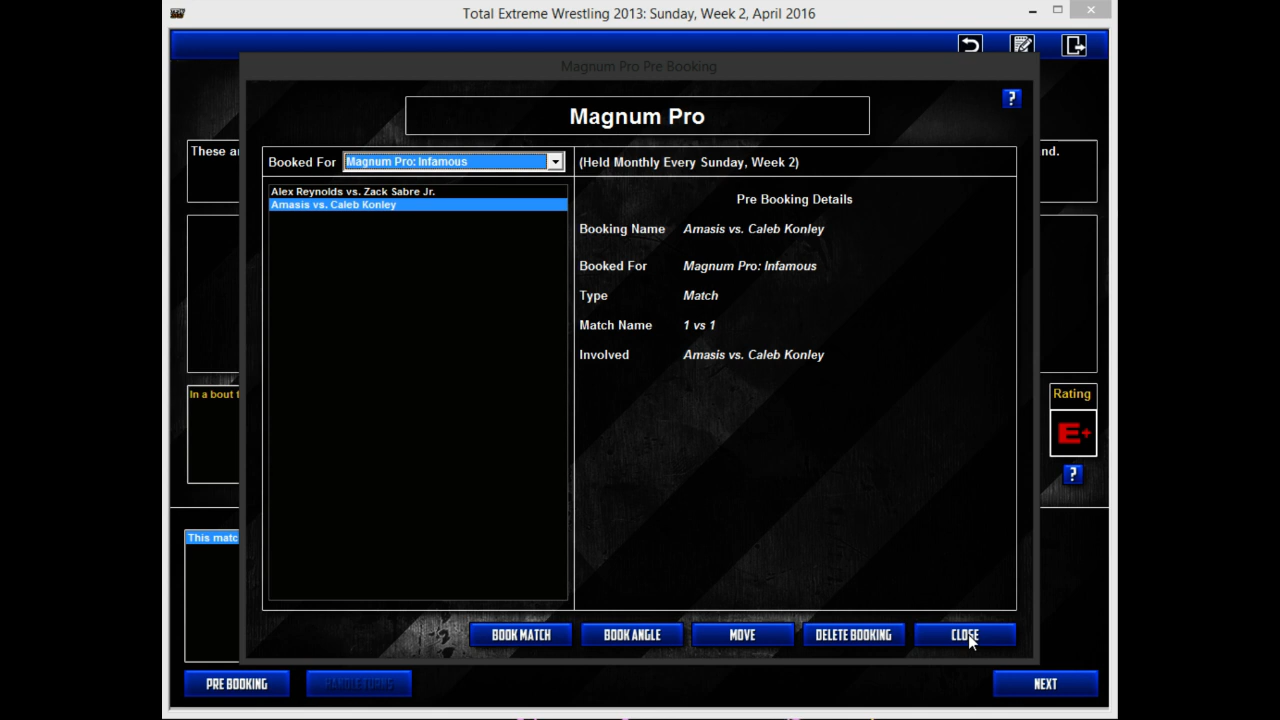 Total Extreme Wrestling 2013: Sunday, Week 2, April 2016
Magnum Pro Pre Booking
Magnum Pro
?
These a
nd.
Booked For Magnum Pro: Infamous
(Held Monthly Every Sunday, Week 2)
Alex Reynolds vs. Zack Sabre Jr.
Amasis vs. Caleb Konley
Pre Booking Details
Booking Name Amasis vs. Caleb Konley
Booked For Magnum Pro: Infamous
Type Match
Match Name 1 vs 1
Involved Amasis vs. Caleb Konley
In a bout
Rating
E+
?
This matc
BOOK MATCH BOOK ANGLE MOVE DELETE BOOKING CLOSE
PRE BOOKING HANDLE TURNS NEXT